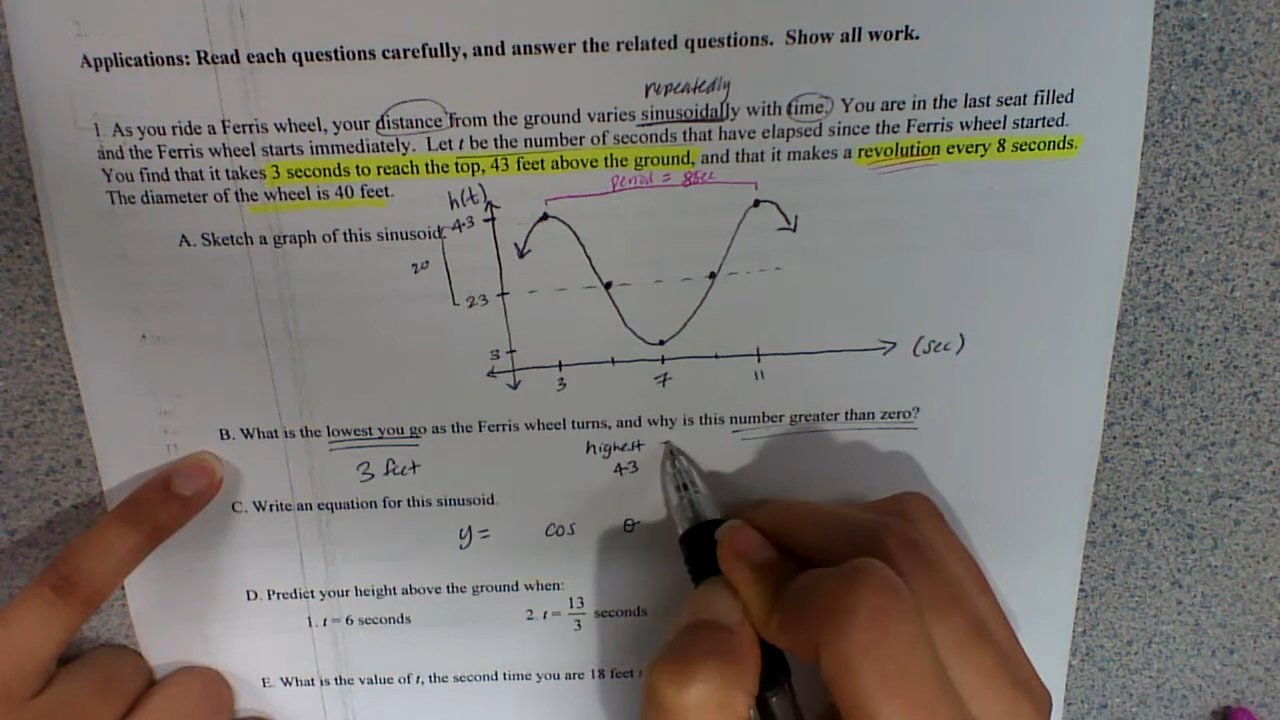 Applications: Read each questions carefully, and answer the related questions. Show all work.
repeatedly
1. As you ride a Ferris wheel, your distance from the ground varies sinusoidally with time. You are in the last seat filled
and the Ferris wheel starts immediately. Let t be the number of seconds that have elapsed since the Ferris wheel started.
You find that it takes 3 seconds to reach the top, 43 feet above the ground, and that it makes a revolution every 8 seconds.
The diameter of the wheel is 40 feet.
period = 8sec
h(t)
A. Sketch a graph of this sinusoid.
43
20
23
3
(sec)
3 7 11
B. What is the lowest you go as the Ferris wheel turns, and why is this number greater than zero?
3 feet
highest
43
C. Write an equation for this sinusoid.
y = cos θ
D. Predict your height above the ground when:
1. t = 6 seconds
2. t = 13/3 seconds
E. What is the value of t, the second time you are 18 feet